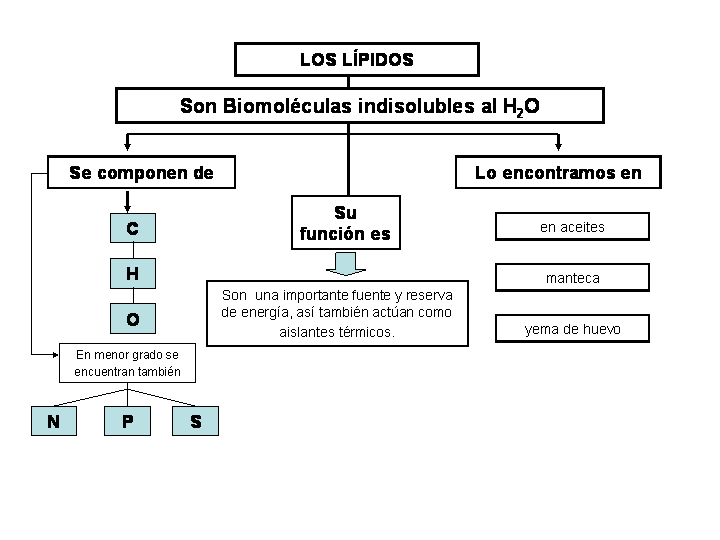 LOS LÍPIDOS
Son Biomoléculas indisolubles al H₂O
Se componen de
Lo encontramos en
Su
función es
C
H
O
en aceites
manteca
yema de huevo
Son una importante fuente y reserva
de energía, así también actúan como
aislantes térmicos.
En menor grado se
encuentran también
N
P
S